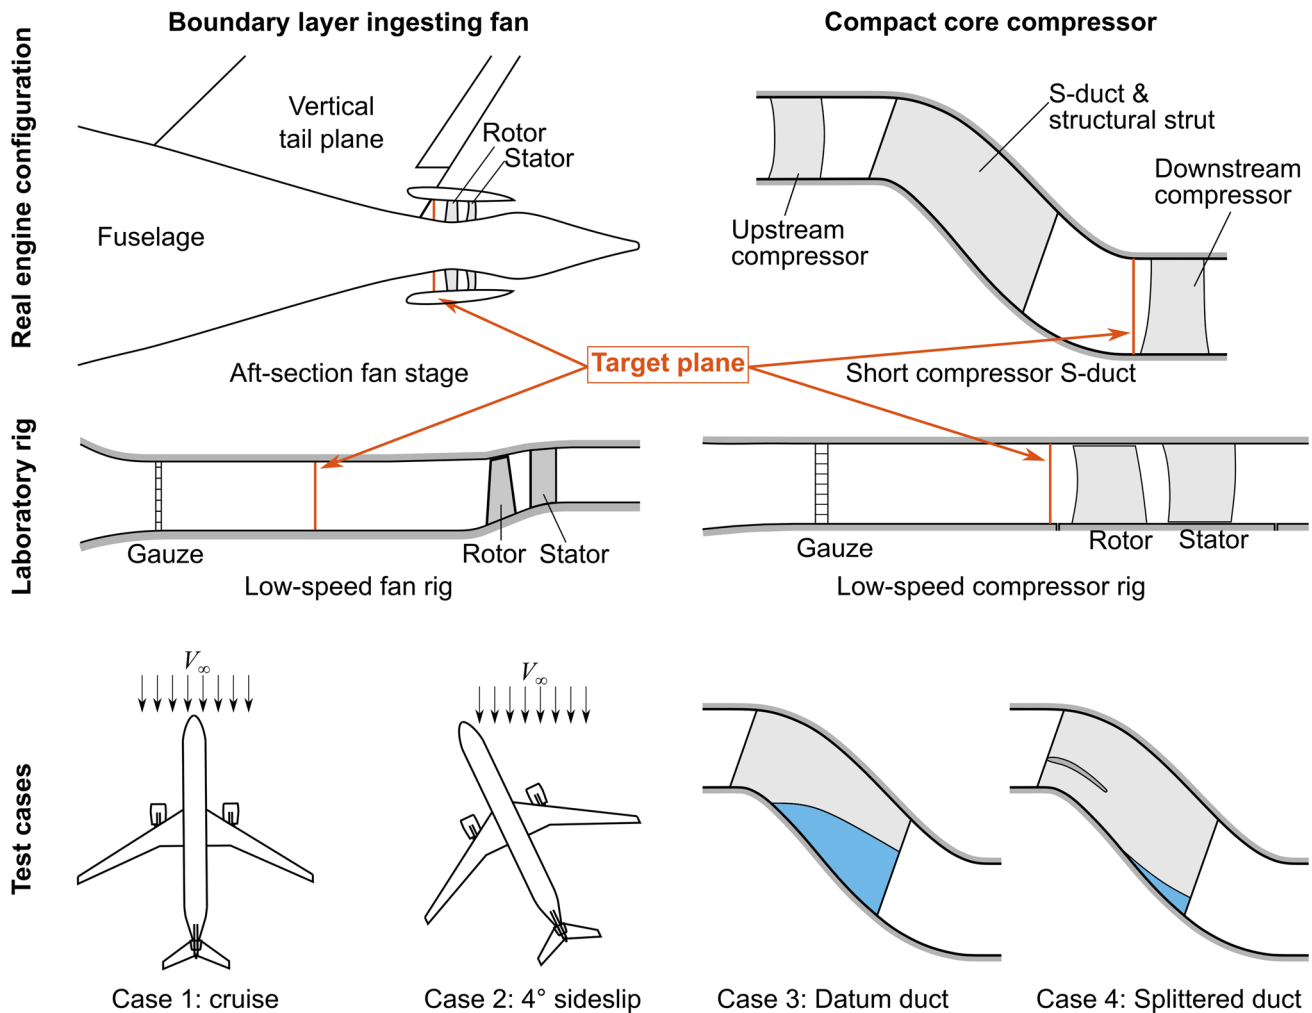 Boundary layer ingesting fan
Compact core compressor
Real engine configuration
Vertical
tail plane
Rotor
Stator
Fuselage
Aft-section fan stage
S-duct &
structural strut
Downstream
compressor
Upstream
compressor
Short compressor S-duct
Target plane
Laboratory rig
Gauze
Rotor
Stator
Low-speed fan rig
Gauze
Rotor
Stator
Low-speed compressor rig
Test cases
V∞
V∞
Case 1: cruise
Case 2: 4° sideslip
Case 3: Datum duct
Case 4: Splittered duct